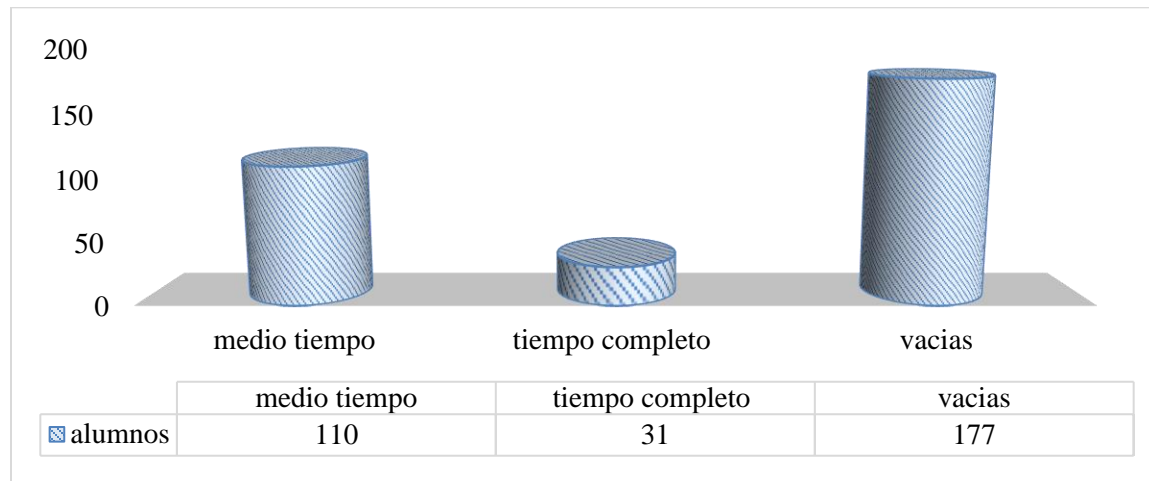 200
150
100
50
0
medio tiempo tiempo completo vacias
medio tiempo tiempo completo vacias
alumnos 110 31 177